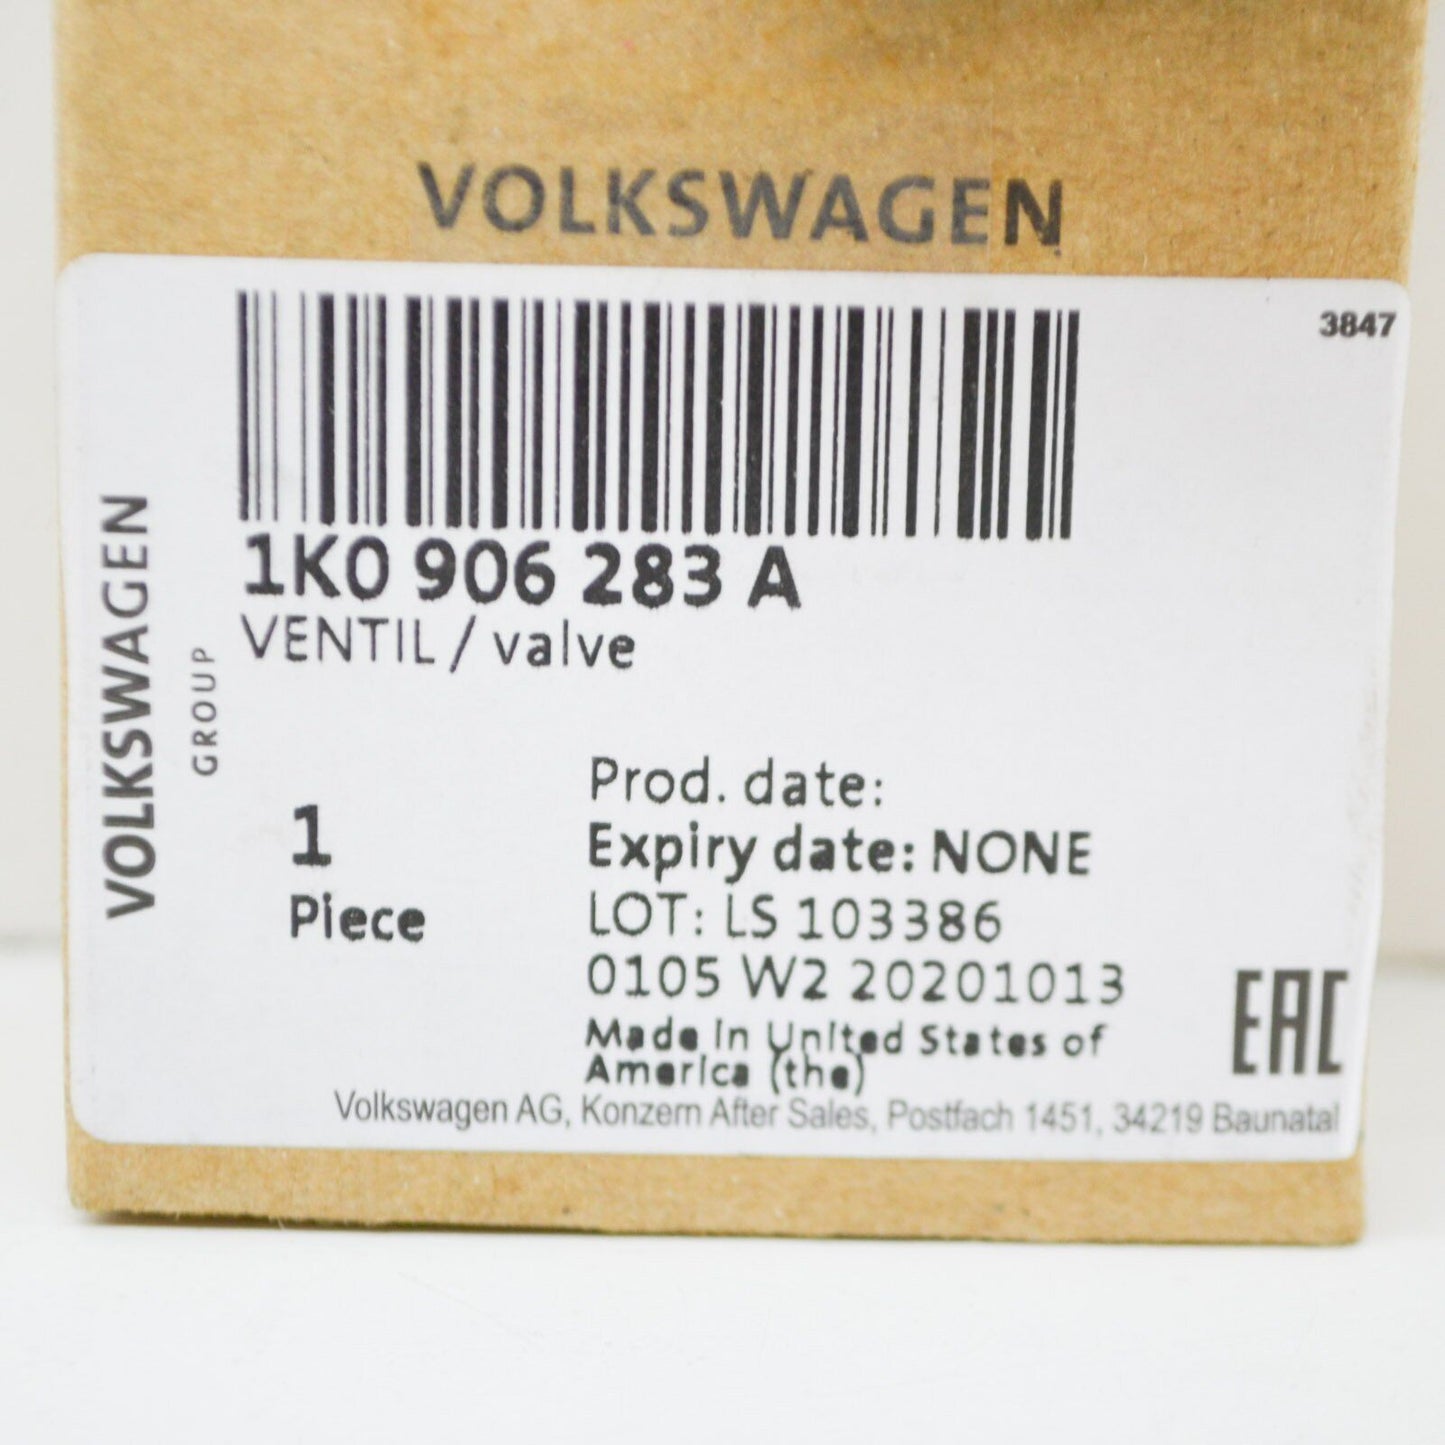 VOLKSWAGEN
3847
1K0 906 283 A
VENTIL / valve
VOLKSWAGEN
GROUP
1
Piece
Prod. date:
Expiry date: NONE
LOT: LS 103386
0105 W2 20201013
Made in United States of
America (the)
EAC
Volkswagen AG, Konzern After Sales, Postfach 1451, 34219 Baunatal